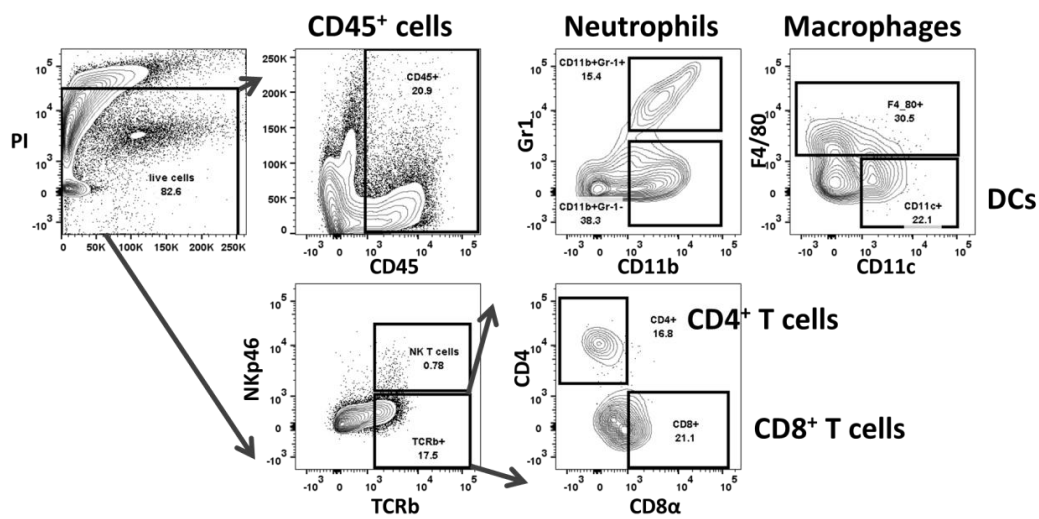 CD45⁺ cells
Neutrophils
Macrophages
PI
10⁵
10⁴
10³
0
-10³
live cells
82.6
0 50K 100K 150K 200K 250K
250K
200K
150K
100K
50K
0
CD45+
20.9
-10³ 0 10³ 10⁴ 10⁵
CD45
Gr1
10⁵
10⁴
10³
0
-10³
CD11b+Gr-1+
15.4
CD11b+Gr-1-
38.3
-10³ 0 10³ 10⁴ 10⁵
CD11b
F4/80
10⁵
10⁴
10³
0
-10³
F4_80+
30.5
CD11c+
22.1
-10³ 0 10³ 10⁴ 10⁵
CD11c
DCs
NKp46
10⁵
10⁴
10³
0
-10³
NK T cells
0.78
TCRb+
17.5
-10³ 0 10³ 10⁴ 10⁵
TCRb
CD4
10⁵
10⁴
10³
0
-10³
CD4+
16.8
CD8+
21.1
-10³ 0 10³ 10⁴ 10⁵
CD8α
CD4⁺ T cells
CD8⁺ T cells